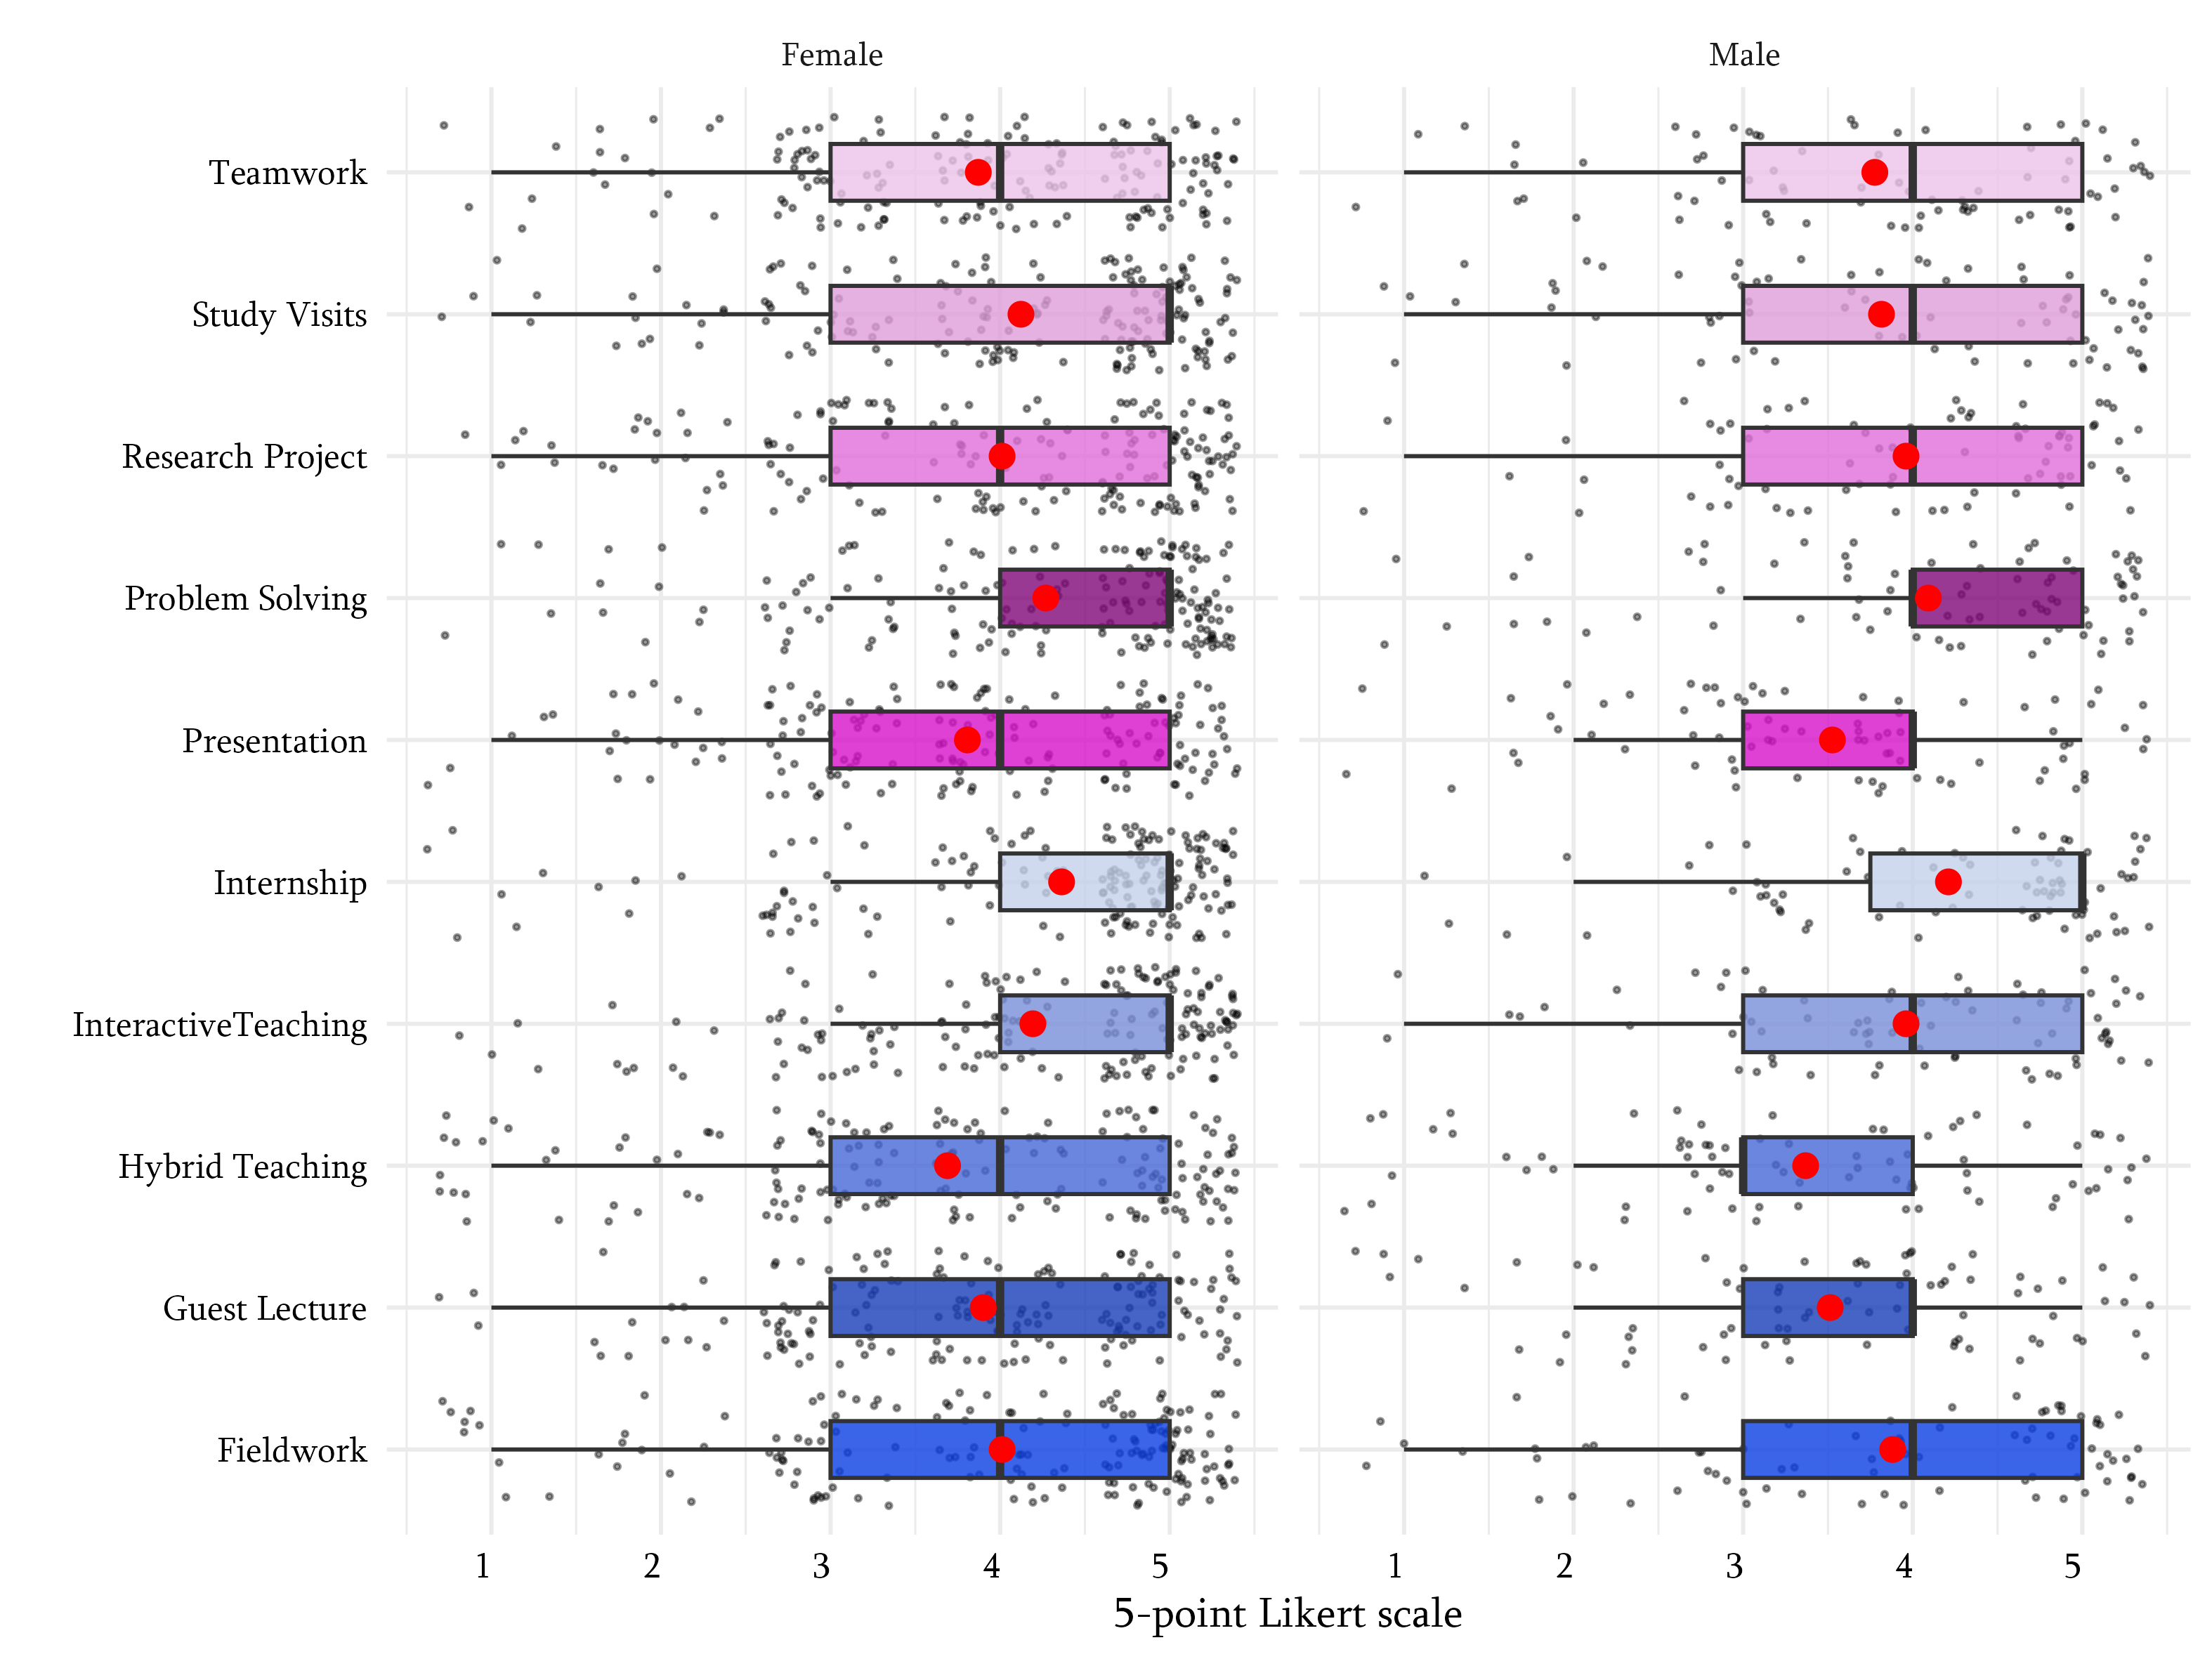 Female
Male
Teamwork
Study Visits
Research Project
Problem Solving
Presentation
Internship
InteractiveTeaching
Hybrid Teaching
Guest Lecture
Fieldwork
1 2 3 4 5
1 2 3 4 5
5-point Likert scale